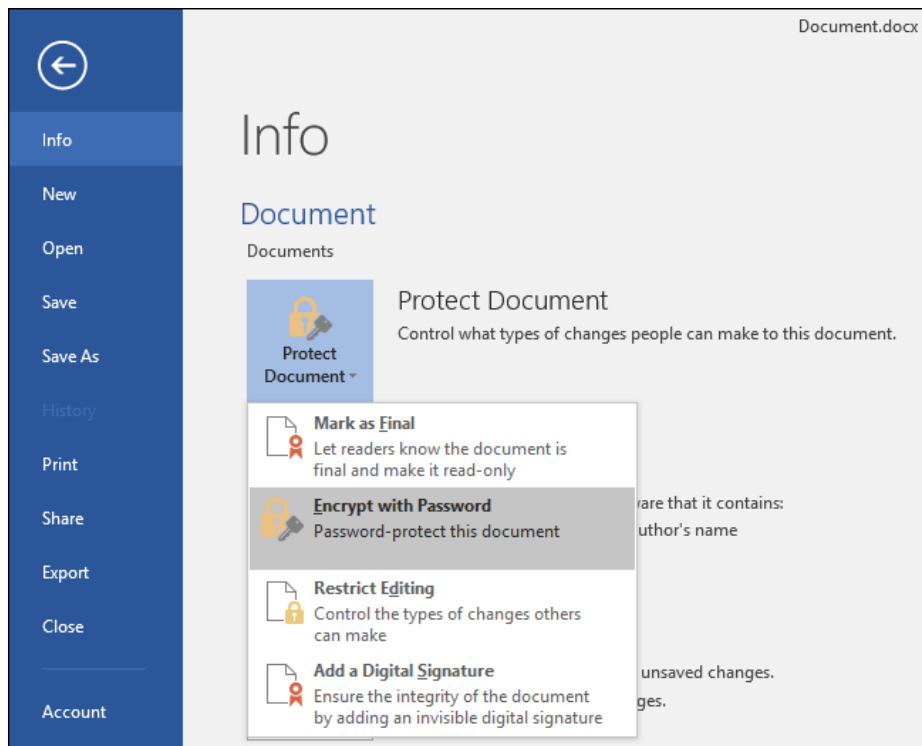 Document.docx
Info
New
Open
Save
Save As
History
Print
Share
Export
Close
Account
Info
Document
Documents
Protect
Document
Protect Document
Control what types of changes people can make to this document.
Mark as Final
Let readers know the document is
final and make it read-only
Encrypt with Password
Password-protect this document
Restrict Editing
Control the types of changes others
can make
Add a Digital Signature
Ensure the integrity of the document
by adding an invisible digital signature
that it contains:
name
unsaved changes.